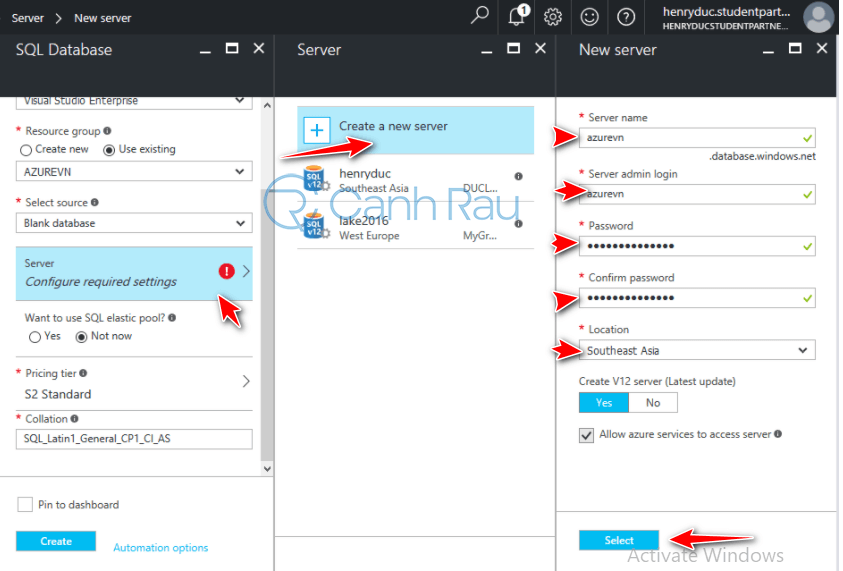 Server > New server
1
henryduc.studentpart...
HENRYDUCSTUDENTPARTNE...
SQL Database
Visual Studio Enterprise
* Resource group
Create new
Use existing
AZUREVN
* Select source
Blank database
Server
Configure required settings
Want to use SQL elastic pool?
Yes
Not now
* Pricing tier
S2 Standard
* Collation
SQL_Latin1_General_CP1_CI_AS
Pin to dashboard
Create
Automation options
Server
Create a new server
SQL
V12
henryduc
Southeast Asia
DUCL...
SQL
V12
lake2016
West Europe
MyGr...
Canh Rau
New server
* Server name
azurevn
.database.windows.net
* Server admin login
azurevn
* Password
••••••••••••••
* Confirm password
••••••••••••••
* Location
Southeast Asia
Create V12 server (Latest update)
Yes
No
Allow azure services to access server
Select
Activate Windows